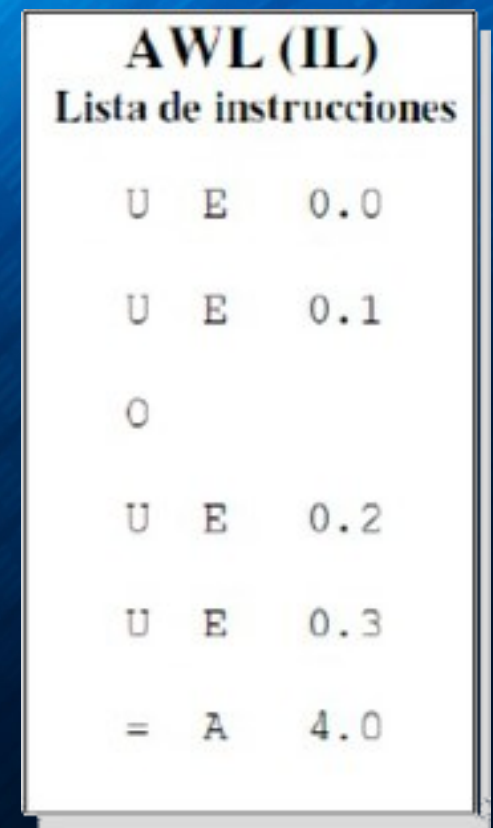 AWL (IL)
Lista de instrucciones
U E 0.0
U E 0.1
O
U E 0.2
U E 0.3
= A 4.0